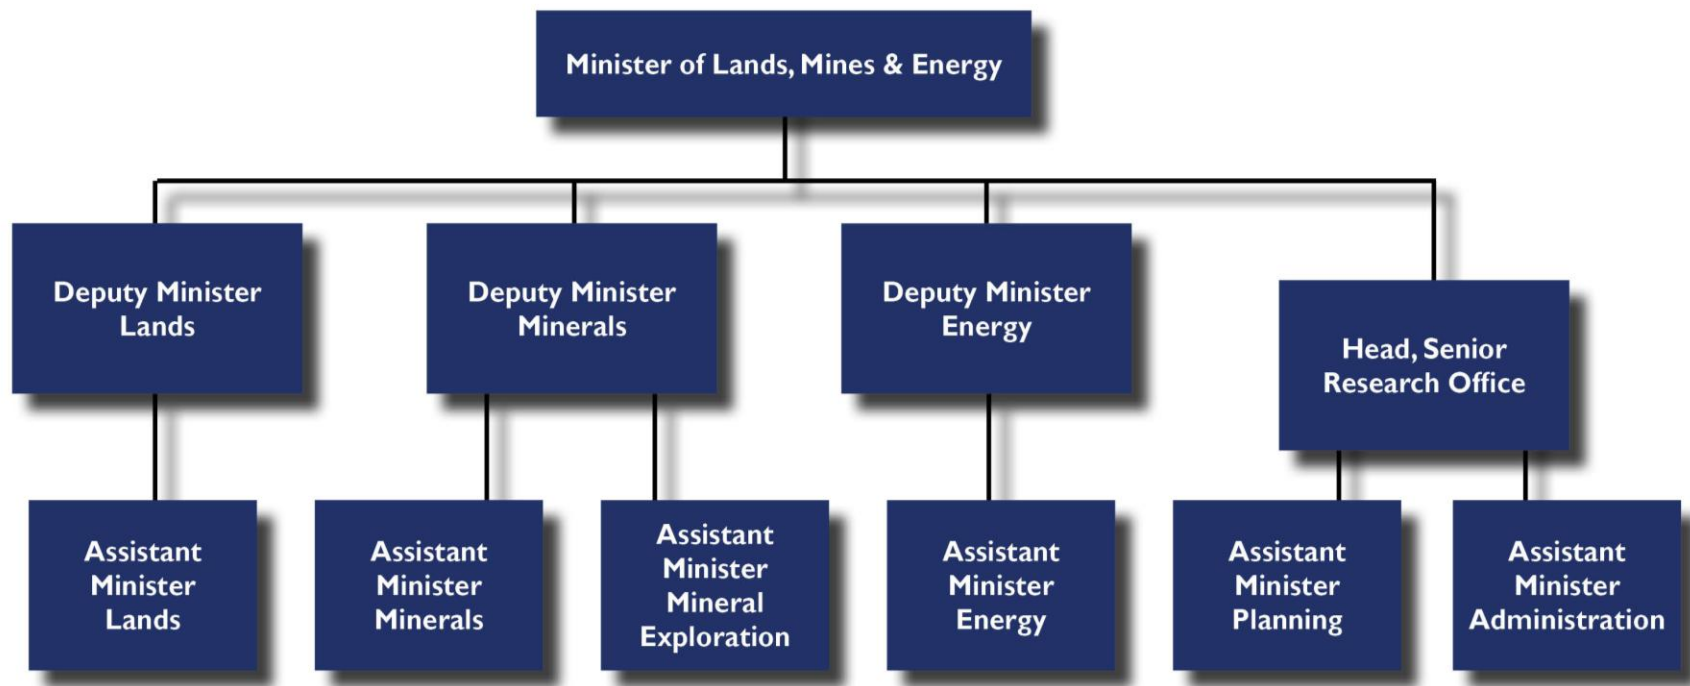 Minister of Lands, Mines & Energy
Deputy Minister
Lands
Deputy Minister
Minerals
Deputy Minister
Energy
Head, Senior
Research Office
Assistant
Minister
Lands
Assistant
Minister
Minerals
Assistant
Minister
Mineral
Exploration
Assistant
Minister
Energy
Assistant
Minister
Planning
Assistant
Minister
Administration